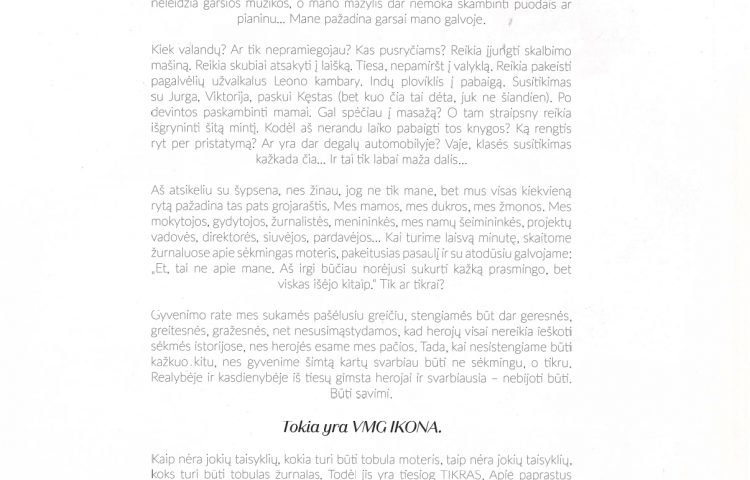 neleidžia garsios muzikos, o mano mažylis dar nemoka skambinti puodais ar
pianinu... Mane pažadina garsai mano galvoje.
Kiek valandų? Ar tik nepramiegojau? Kas pusryčiams? Reikia įjungti skalbimo
mašiną. Reikia skubiai atsakyti į laišką. Tiesa, nepamiršt į valyklą. Reikia pakeisti
pagalvėlių užvalkalus Leono kambary. Indų ploviklis į pabaigą. Susitikimas
su Jurga, Viktorija, paskui Kęstas (bet kuo čia tai dėta, juk ne šiandien). Po
devintos paskambinti mamai. Gal spėčiau į masažą? O tam straipsny reikia
išgryninti šitą mintį. Kodėl aš nerandu laiko pabaigti tos knygos? Ką rengtis
ryt per pristatymą? Ar yra dar degalų automobilyje? Vaje, klasės susitikimas
kažkada čia... Ir tai tik labai maža dalis...
Aš atsikeliu su šypsena, nes žinau, jog ne tik mane, bet mus visas kiekvieną
rytą pažadina tas pats grojaraštis. Mes mamos, mes dukros, mes žmonos. Mes
mokytojos, gydytojos, žurnalistės, menininkės, mes namų šeimininkės, projektų
vadovės, direktorės, siuvėjos, pardavėjos... Kai turime laisvą minutę, skaitome
žurnaluose apie sėkmingas moteris, pakeitusias pasaulį ir su atodūsiu galvojame:
„Et, tai ne apie mane. Aš irgi būčiau norėjusi sukurti kažką prasmingo, bet
viskas išėjo kitaip.“ Tik ar tikrai?
Gyvenimo rate mes sukamės pašėlusiu greičiu, stengiamės būt dar geresnės,
greitesnės, gražesnės, net nesusimąstydamos, kad herojų visai nereikia ieškoti
sėkmės istorijose, nes herojės esame mes pačios. Tada, kai nesistengiame būti
kažkuo kitu, nes gyvenime šimtą kartų svarbiau būti ne sėkmingu, o tikru.
Realybėje ir kasdienybėje iš tiesų gimsta herojai ir svarbiausia – nebijoti būti.
Būti savimi.
Tokia yra VMG IKONA.
Kaip nėra jokių taisyklių, kokia turi būti tobula moteris, taip nėra jokių taisyklių,
koks turi būti tobulas žurnalas. Todėl jis yra tiesiog TIKRAS. Apie paprastus